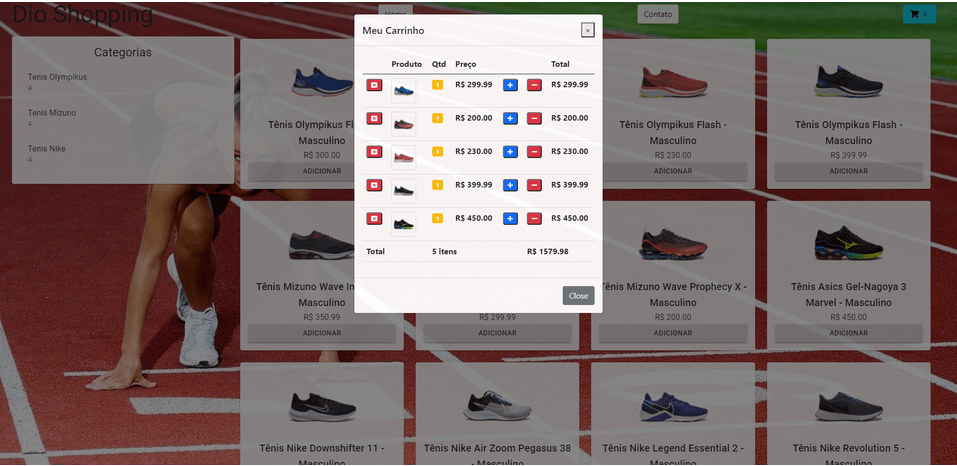 Dio Shopping
Home
Contato
5
Categorias
Tenis Olympikus
4
Tenis Mizuno
4
Tenis Nike
4
Meu Carrinho
×
Produto Qtd Preço Total
1 R$ 299.99 + − R$ 299.99
1 R$ 200.00 + − R$ 200.00
1 R$ 230.00 + − R$ 230.00
1 R$ 399.99 + − R$ 399.99
1 R$ 450.00 + − R$ 450.00
Total 5 itens R$ 1579.98
Close
Tênis Olympikus
Masculino
R$ 300.00
ADICIONAR
Tênis Olympikus Flash -
Masculino
R$ 230.00
ADICIONAR
Tênis Olympikus Flash -
Masculino
R$ 399.99
ADICIONAR
Tênis Mizuno Wave
Masculino
R$ 350.99
ADICIONAR
R$ 299.99
ADICIONAR
Tênis Mizuno Wave Prophecy X -
Masculino
R$ 200.00
ADICIONAR
Tênis Asics Gel-Nagoya 3
Marvel - Masculino
R$ 450.00
ADICIONAR
Tênis Nike Downshifter 11 -
Masculino
Tênis Nike Air Zoom Pegasus 38
- Masculino
Tênis Nike Legend Essential 2 -
Masculino
Tênis Nike Revolution 5 -
Masculino